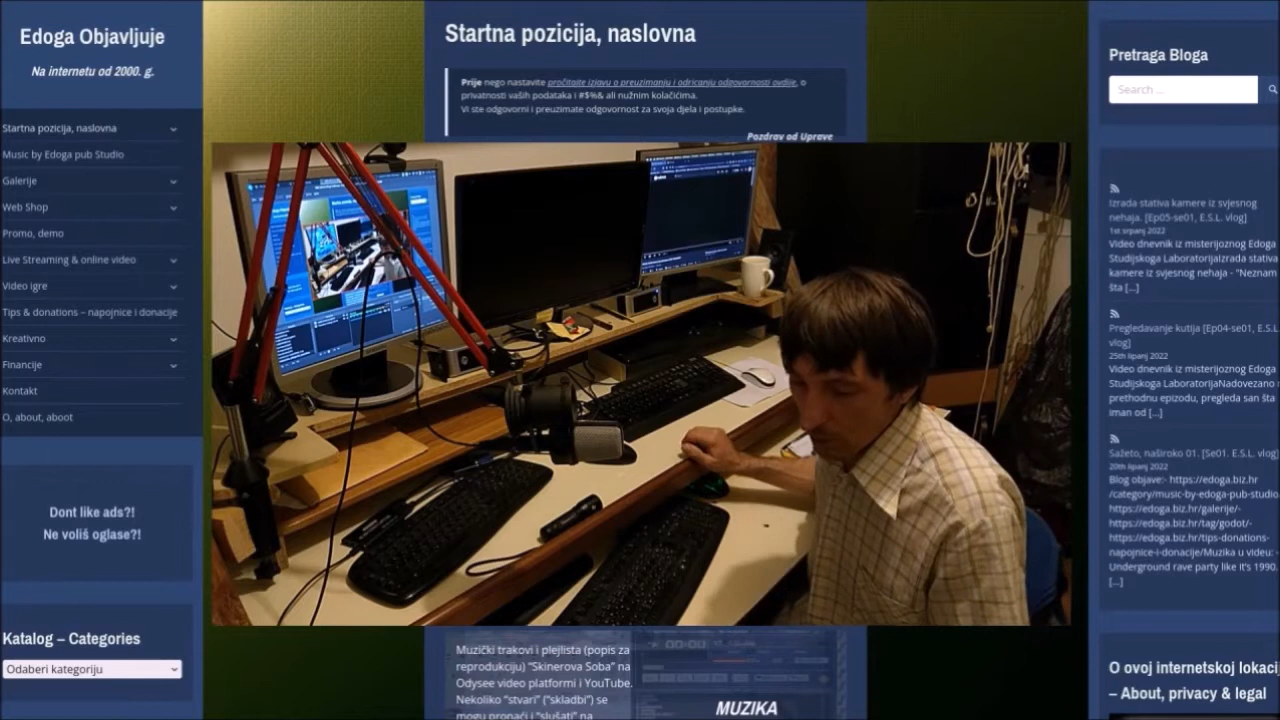 Edoga Objavljuje
Na internetu od 2000. g.
Startna pozicija, naslovna
Music by Edoga pub Studio
Galerije
Web Shop
Promo, demo
Live Streaming & online video
Video igre
Tips & donations – napojnice i donacije
Kreativno
Financije
Kontakt
O, about, aboot
Dont like ads?!
Ne voliš oglase?!
Katalog – Categories
Odaberi kategoriju
Startna pozicija, naslovna
Prije nego nastavite pročitajte izjavu o preuzimanju i odricanju odgovornosti ovdije, o
privatnosti vaših podataka i #$%& ali nužnim kolačićima.
Vi ste odgovorni i preuzimate odgovornost za svoja djela i postupke.
Pozdrav od Uprave
Muzički trakovi i plejlista (popis za
reprodukciju) "Skinerova Soba" na
Odysee video platformi i YouTube.
Nekoliko "stvari" ("skladbi") se
mogu pronaći i "slušati" na
MUZIKA
Pretraga Bloga
Search ...
Izrada stativa kamere iz svjesnog
nehaja. [Ep05-se01, E.S.L. vlog]
1st srpanj 2022
Video dnevnik iz misterijoznog Edoga
Studijskoga LaboratorijaIzrada stativa
kamere iz svjesnog nehaja - "Neznam
šta [...]
Pregledavanje kutija [Ep04-se01, E.S.L
vlog]
25th lipanj 2022
Video dnevnik iz misterijoznog Edoga
Studijskoga LaboratorijaNadovezano
prethodnu epizodu, pregleda san šta
iman od [...]
Sažeto, naširoko 01. [Se01. E.S.L. vlog]
20th lipanj 2022
Blog objave:- https://edoga.biz.hr
/category/music-by-edoga-pub-studio
https://edoga.biz.hr/galerije/-
https://edoga.biz.hr/tag/godot/-
https://edoga.biz.hr/tips-donations-
napojnice-i-donacije/Muzika u videu: -
Underground rave party like it's 1990.
[...]
O ovoj internetskoj lokaci
– About, privacy & legal